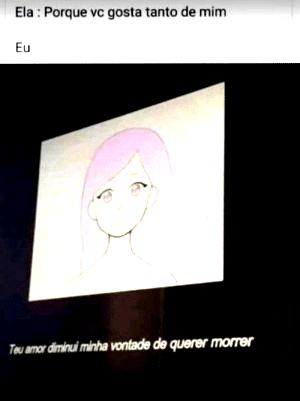 Ela : Porque vc gosta tanto de mim
Eu
Teu amor diminui minha vontade de querer morrer